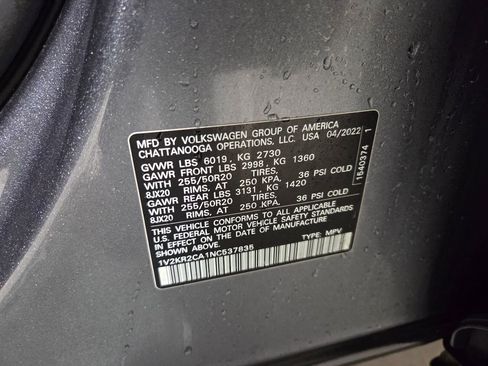 MFD BY VOLKSWAGEN GROUP OF AMERICA
CHATTANOOGA OPERATIONS, LLC. USA 04/2022
GVWR LBS 6019, KG 2730
GAWR FRONT LBS 2998, KG 1360
WITH 255/50R20 TIRES,
8JX20 RIMS, AT 250 KPA, 36 PSI COLD
GAWR REAR LBS 3131, KG 1420
WITH 255/50R20 TIRES,
8JX20 RIMS, AT 250 KPA, 36 PSI COLD
THIS VEHICLE CONFORMS TO ALL APPLICABLE
U.S. FEDERAL MOTOR VEHICLE SAFETY STANDARDS
IN EFFECT ON THE DATE OF MANUFACTURE
SHOWN ABOVE.
1V2KR2CA1NC537835 TYPE: MPV
1640374 1